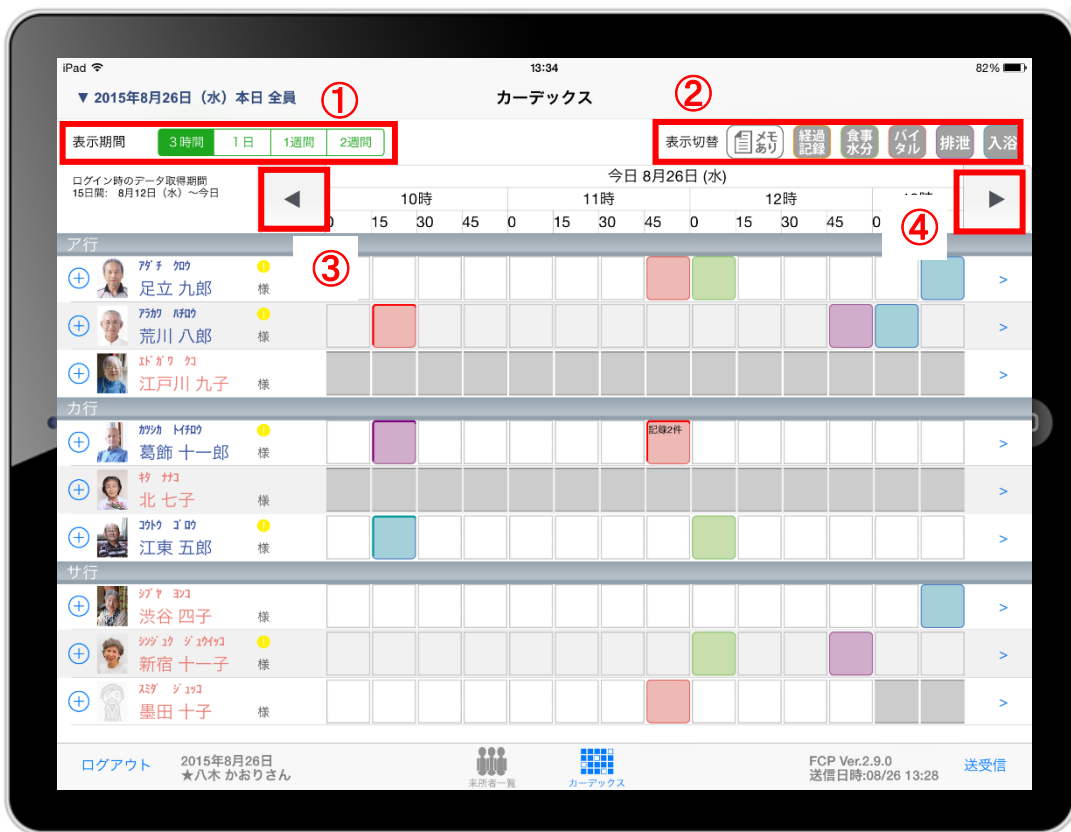 iPad 13:34 82%
▼ 2015年8月26日（水）本日 全員 ① カーデックス ②
表示期間 3時間 1日 1週間 2週間 表示切替 メモあり 経過記録 食事水分 バイタル 排泄 入浴
ログイン時のデータ取得期間
15日間: 8月12日（水）～今日
◀ 今日 8月26日 (水) ▶
10時 11時 12時
15 30 45 0 15 30 45 0 15 30 45 0
③ ④
ア行
ｱﾀﾞﾁ ｸﾛｳ
足立 九郎 様 >
ｱﾗｶﾜ ﾊﾁﾛｳ
荒川 八郎 様 >
ｴﾄﾞｶﾞﾜ ｸｺ
江戸川 九子 様 >
カ行
ｶﾂｼｶ ﾄｲﾁﾛｳ 記録2件
葛飾 十一郎 様 >
ｷﾀ ﾅﾅｺ
北 七子 様 >
ｺｳﾄｳ ｺﾞﾛｳ
江東 五郎 様 >
サ行
ｼﾌﾞﾔ ﾖﾝｺ
渋谷 四子 様 >
ｼﾝｼﾞｭｸ ｼﾞｭｳｲｯｺ
新宿 十一子 様 >
ｽﾐﾀﾞ ｼﾞｭｯｺ
墨田 十子 様 >
ログアウト 2015年8月26日
★八木 かおりさん
来所者一覧 カーデックス
FCP Ver.2.9.0
送信日時:08/26 13:28 送受信